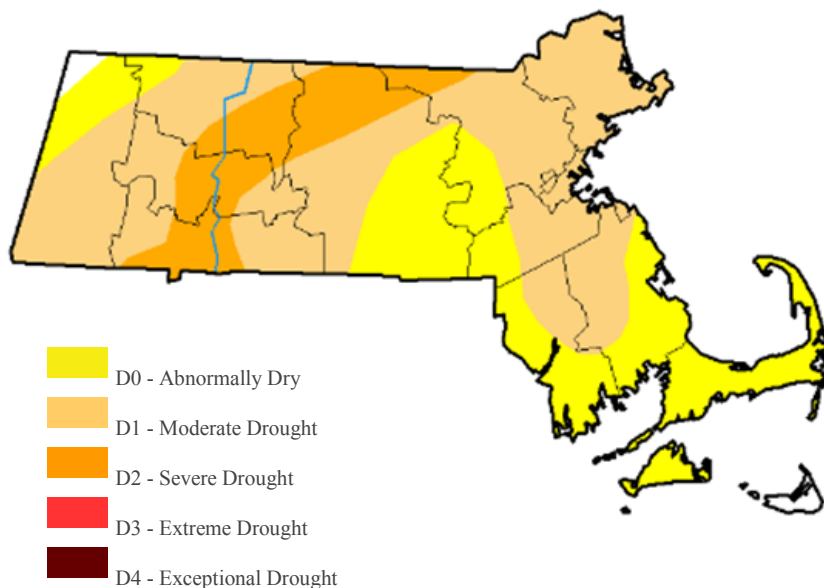 D0 - Abnormally Dry
D1 - Moderate Drought
D2 - Severe Drought
D3 - Extreme Drought
D4 - Exceptional Drought